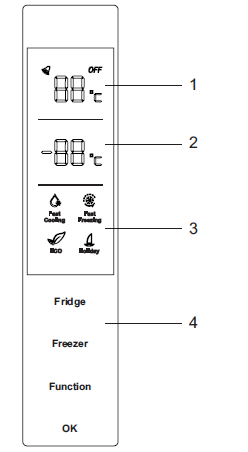 OFF
88°C
1
-88°C
2
Fast Fast
Cooling Freezing
3
ECO Holiday
Fridge
4
Freezer
Function
OK